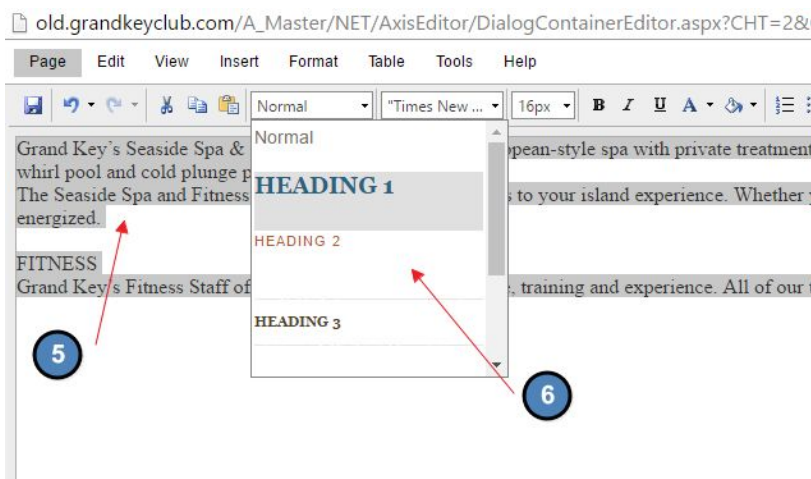 old.grandkeyclub.com/A_Master/NET/AxisEditor/DialogContainerEditor.aspx?CHT=2&
Page Edit View Insert Format Table Tools Help
Normal "Times New ... 16px B I U A
Grand Key's Seaside Spa & Normal opean-style spa with private treatment
whirl pool and cold plunge p
HEADING 1
The Seaside Spa and Fitness s to your island experience. Whether
energized.
HEADING 2
FITNESS
Grand Key's Fitness Staff of , training and experience. All of our
HEADING 3
5
6